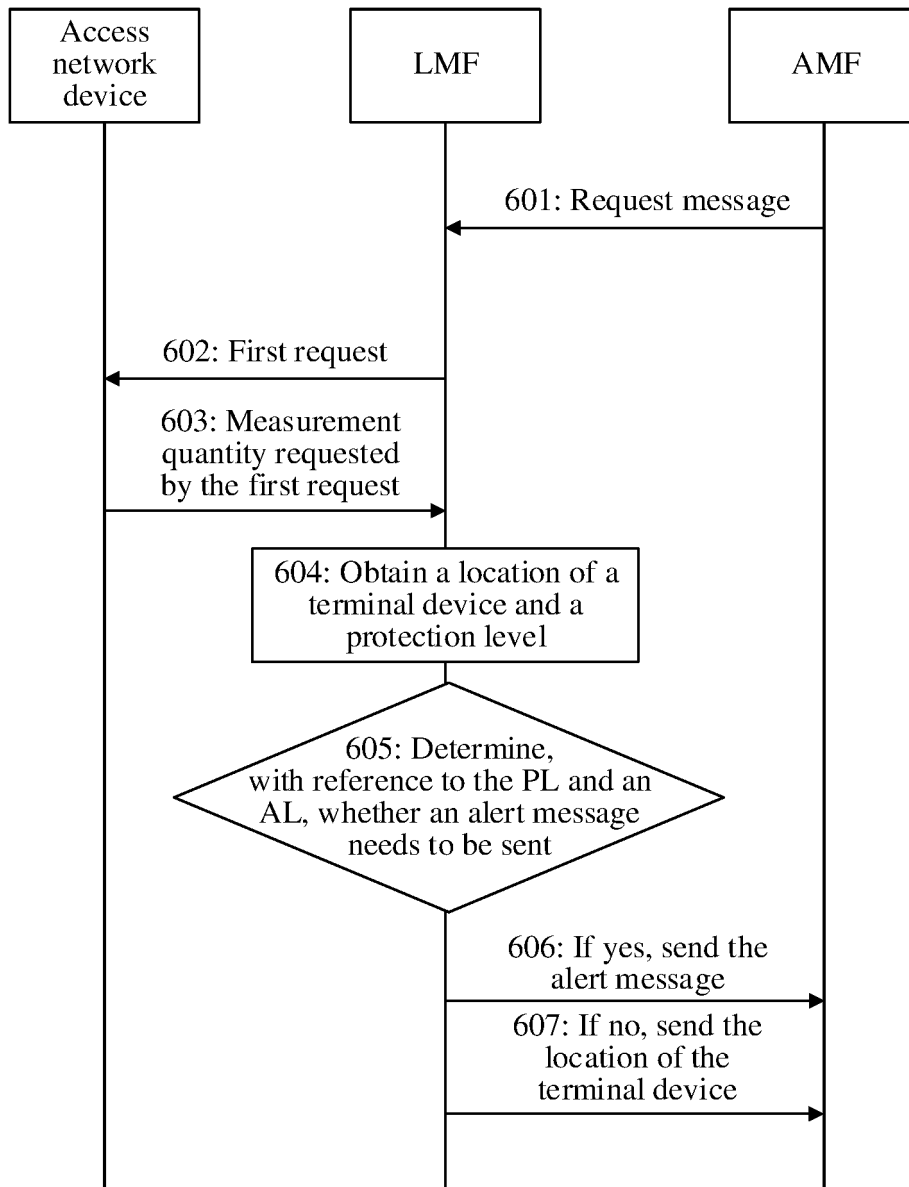 Access
network
device
LMF
AMF
601: Request message
602: First request
603: Measurement
quantity requested
by the first request
604: Obtain a location of a
terminal device and a
protection level
605: Determine,
with reference to the PL and an
AL, whether an alert message
needs to be sent
606: If yes, send the
alert message
607: If no, send the
location of the
terminal device